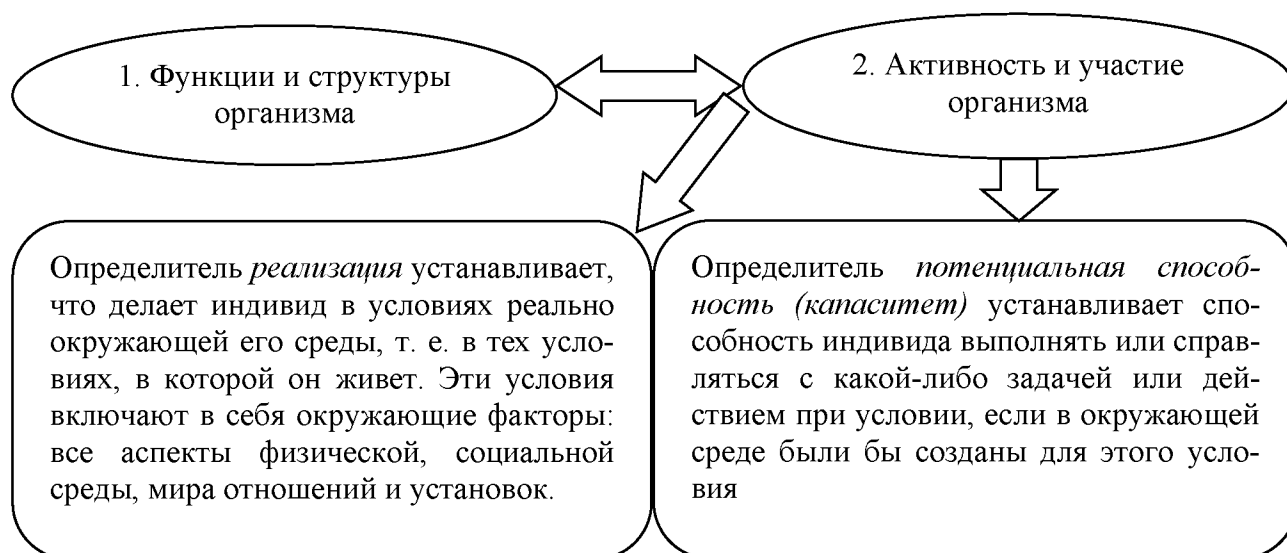 1. Функции и структуры
организма
2. Активность и участие
организма
Определитель реализация устанавливает,
что делает индивид в условиях реально
окружающей его среды, т. е. в тех усло-
виях, в которой он живет. Эти условия
включают в себя окружающие факторы:
все аспекты физической, социальной
среды, мира отношений и установок.
Определитель потенциальная способ-
ность (капаситет) устанавливает спо-
собность индивида выполнять или справ-
ляться с какой-либо задачей или дей-
ствием при условии, если в окружающей
среде были бы созданы для этого усло-
вия